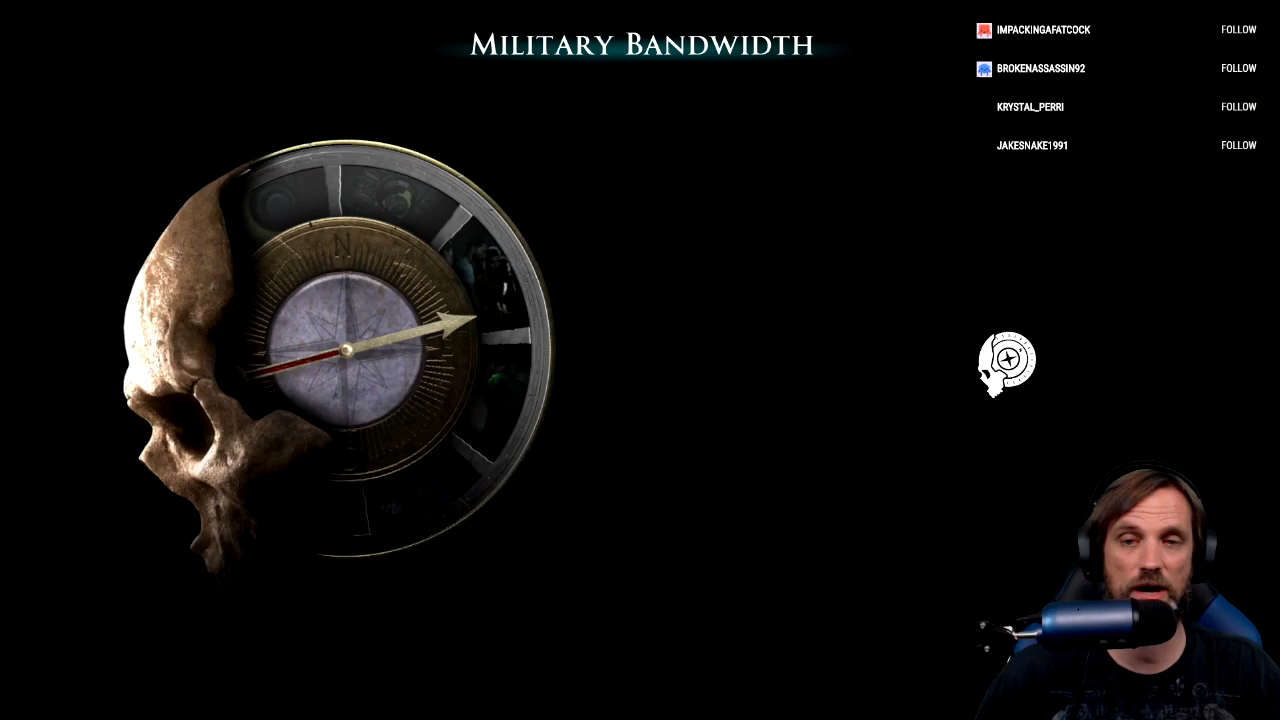 MILITARY BANDWIDTH
IMPACKINGAFATCOCK FOLLOW
BROKENASSASSIN92 FOLLOW
KRYSTAL_PERRI FOLLOW
JAKESNAKE1991 FOLLOW
N